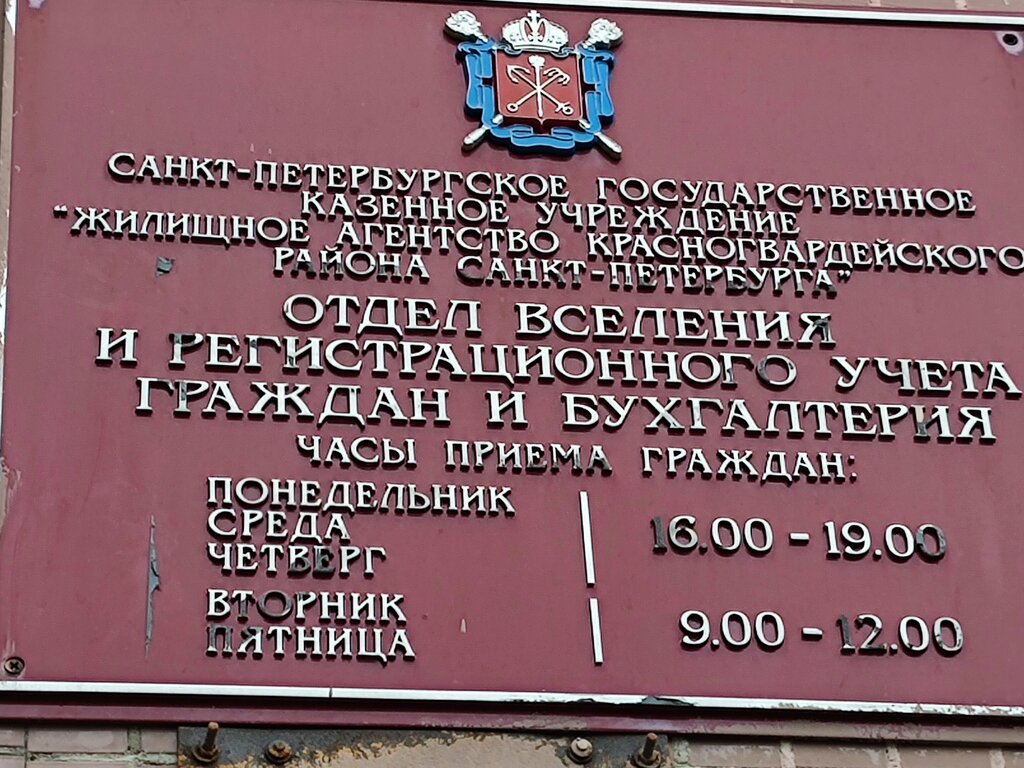 САНКТ-ПЕТЕРБУРГСКОЕ ГОСУДАРСТВЕННОЕ
КАЗЕННОЕ УЧРЕЖДЕНИЕ
“ЖИЛИЩНОЕ АГЕНТСТВО КРАСНОГВАРДЕЙСКОГО
РАЙОНА САНКТ-ПЕТЕРБУРГА”
ОТДЕЛ ВСЕЛЕНИЯ
И РЕГИСТРАЦИОННОГО УЧЕТА
ГРАЖДАН И БУХГАЛТЕРИЯ
ЧАСЫ ПРИЕМА ГРАЖДАН:
ПОНЕДЕЛЬНИК
СРЕДА
ЧЕТВЕРГ
16.00 - 19.00
ВТОРНИК
ПЯТНИЦА
9.00 - 12.00